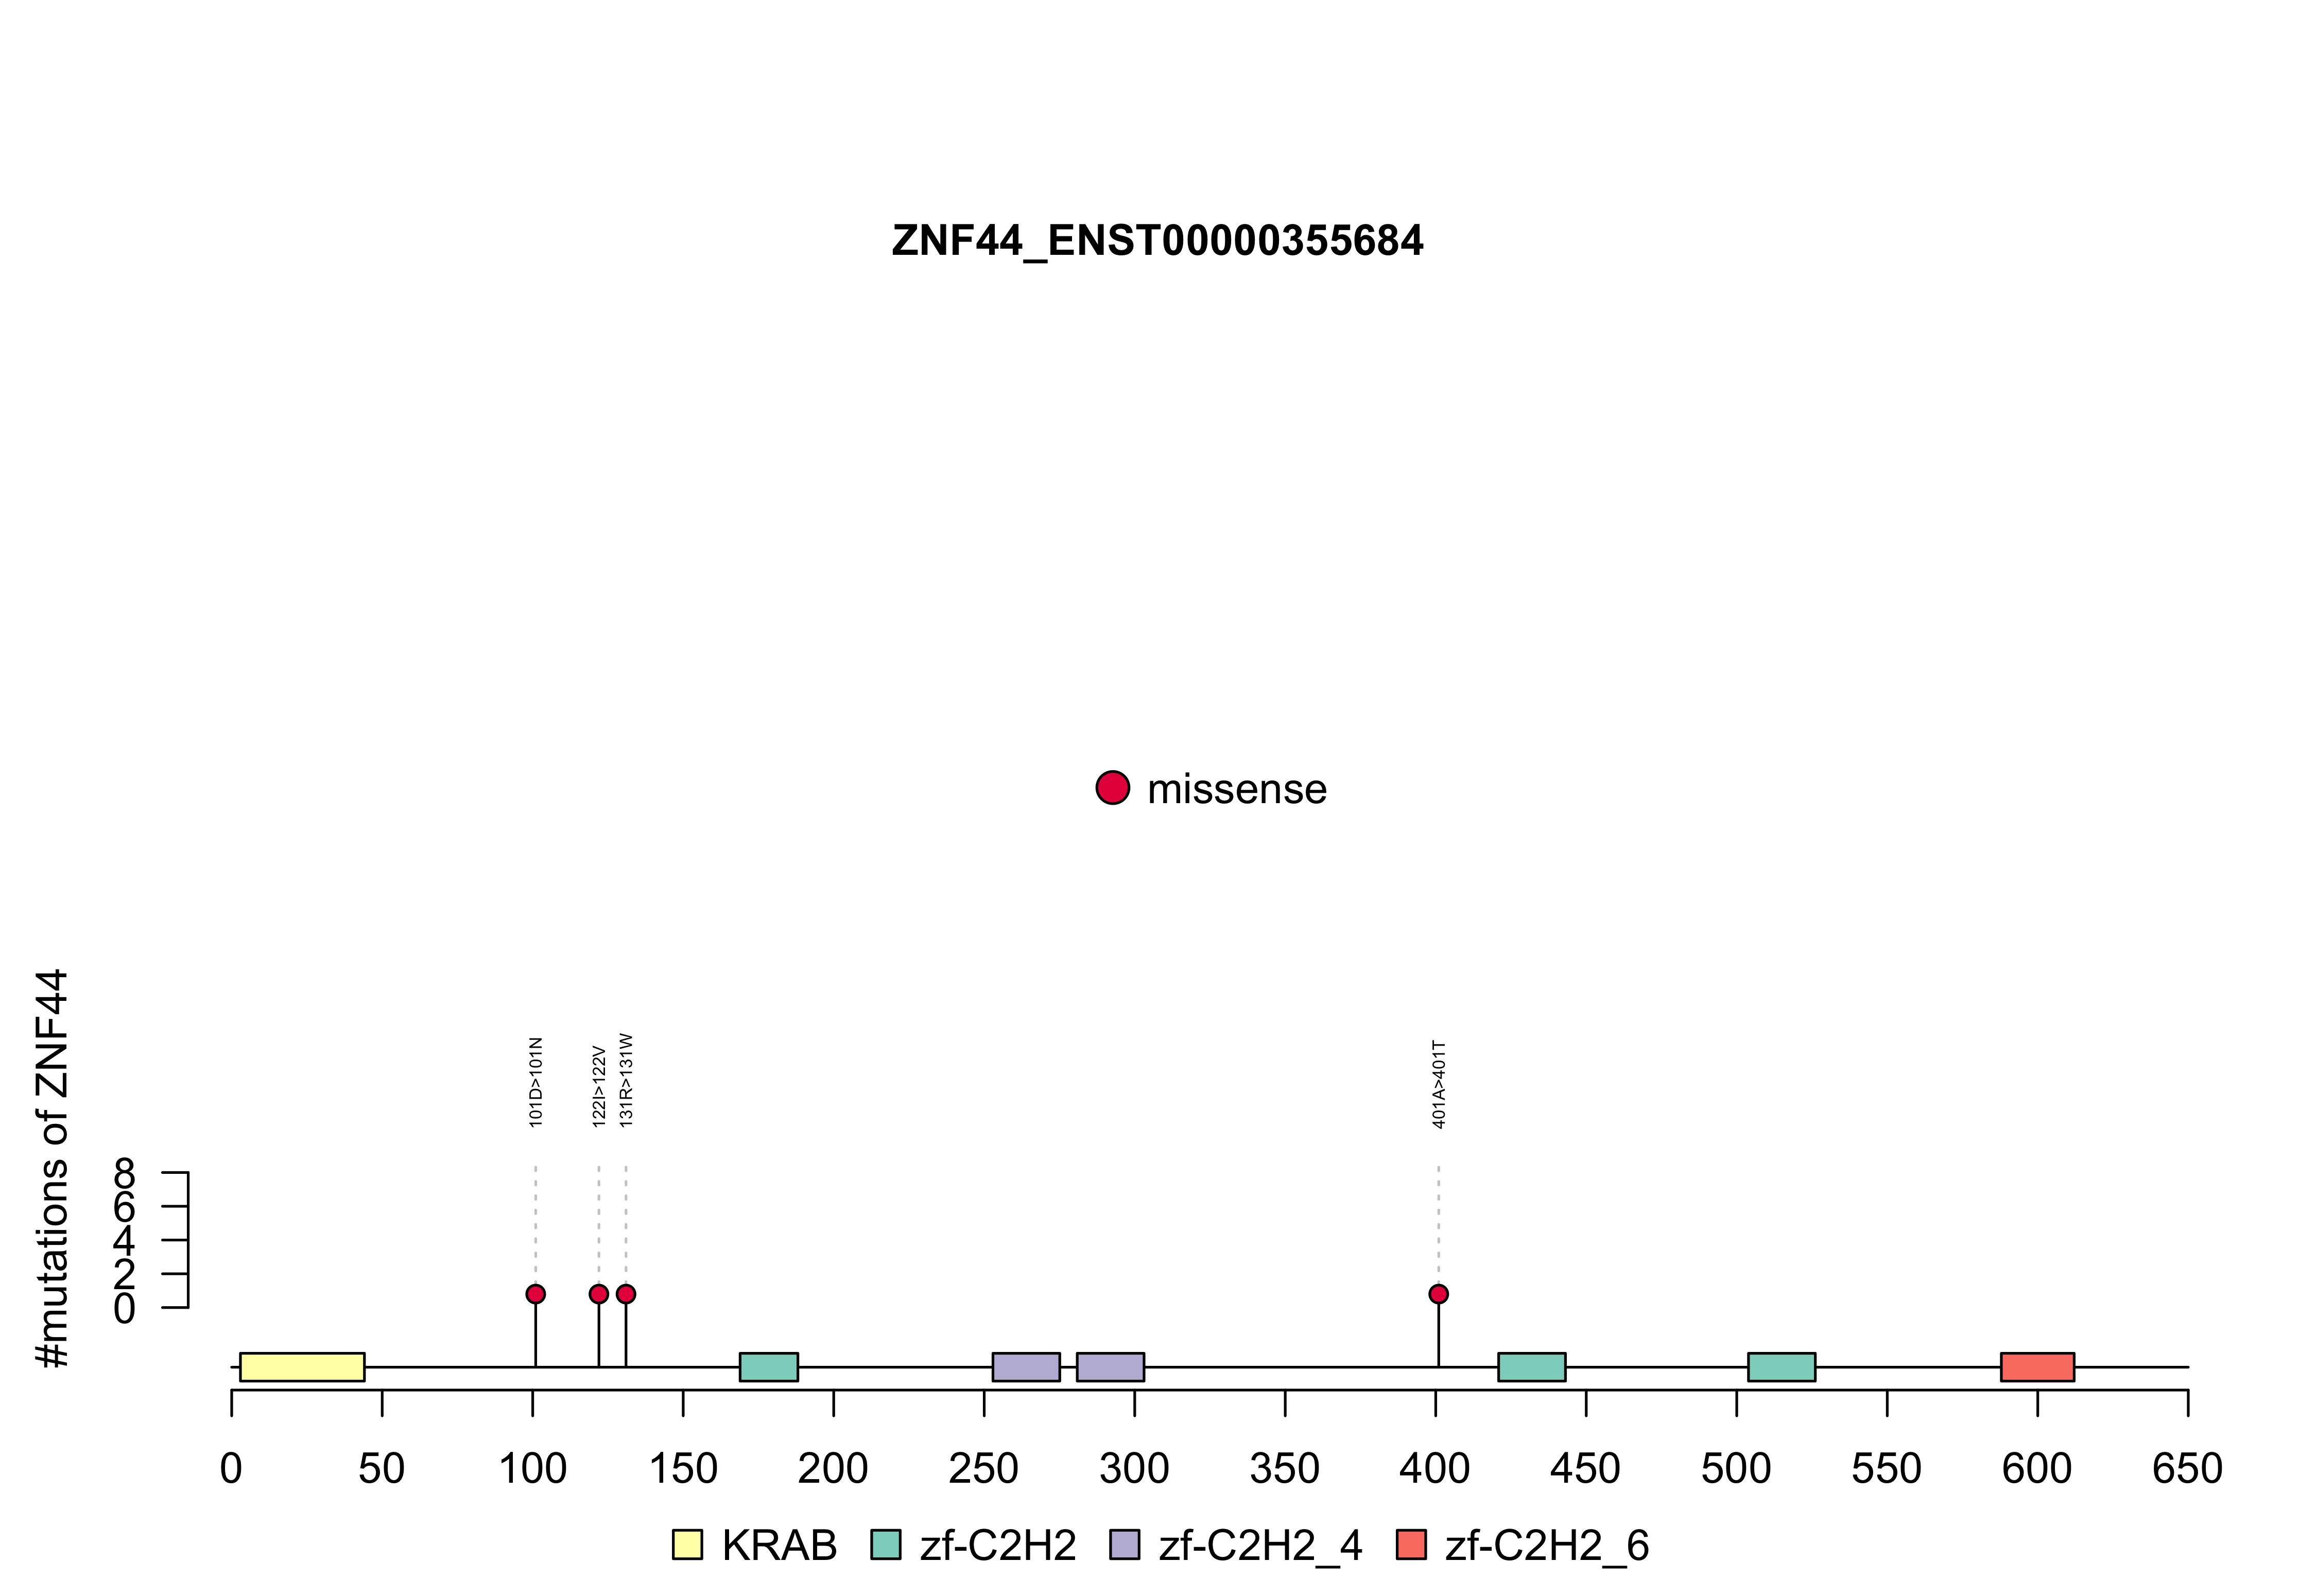 ZNF44_ENST00000355684
missense
#mutations of ZNF44
101D>101N
122I>122V
131R>131W
401A>401T
8
6
4
2
0
0 50 100 150 200 250 300 350 400 450 500 550 600 650
KRAB zf-C2H2 zf-C2H2_4 zf-C2H2_6